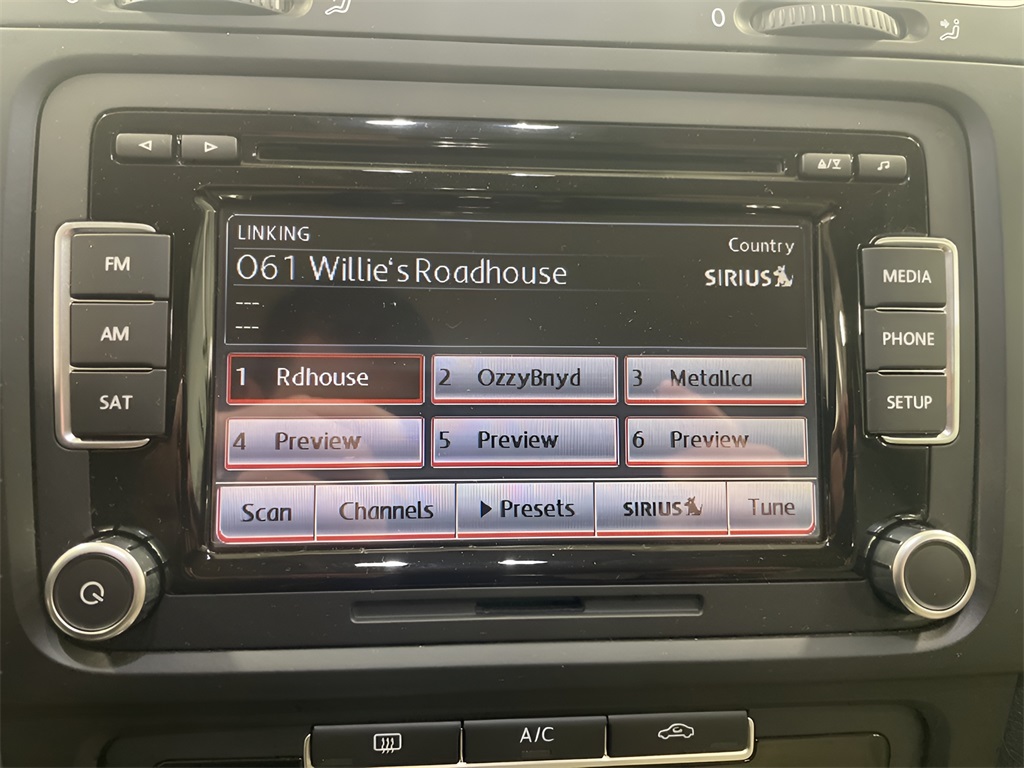 0
LINKING
Country
061 Willie's Roadhouse
SIRIUS
---
---
FM
AM
SAT
MEDIA
PHONE
SETUP
1 Rdhouse
2 OzzyBnyd
3 Metallca
4 Preview
5 Preview
6 Preview
Scan
Channels
Presets
SIRIUS
Tune
A/C